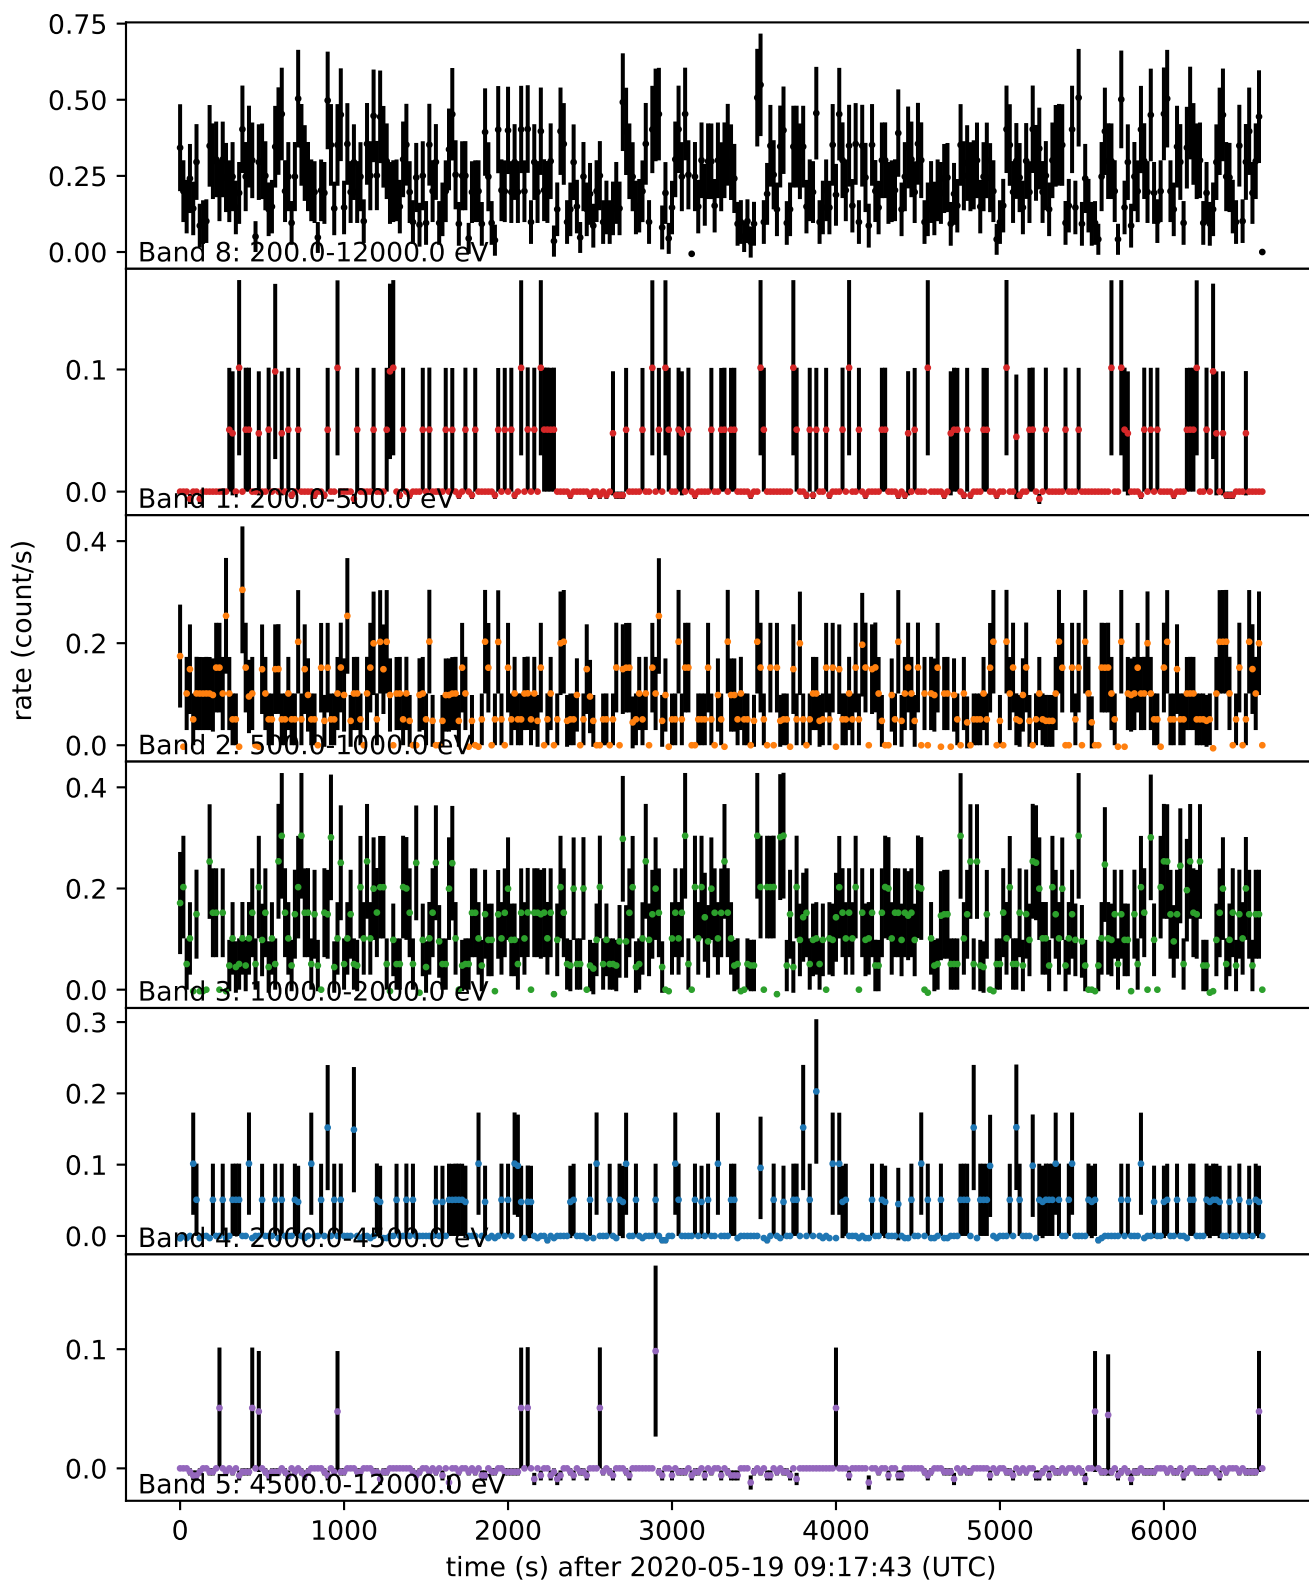 0.75
0.50
0.25
0.00
Band 8: 200.0-12000.0 eV
0.1
0.0
Band 1: 200.0-500.0 eV
0.4
0.2
0.0
Band 2: 500.0-1000.0 eV
rate (count/s)
0.4
0.2
0.0
Band 3: 1000.0-2000.0 eV
0.3
0.2
0.1
0.0
Band 4: 2000.0-4500.0 eV
0.1
0.0
Band 5: 4500.0-12000.0 eV
0 1000 2000 3000 4000 5000 6000
time (s) after 2020-05-19 09:17:43 (UTC)